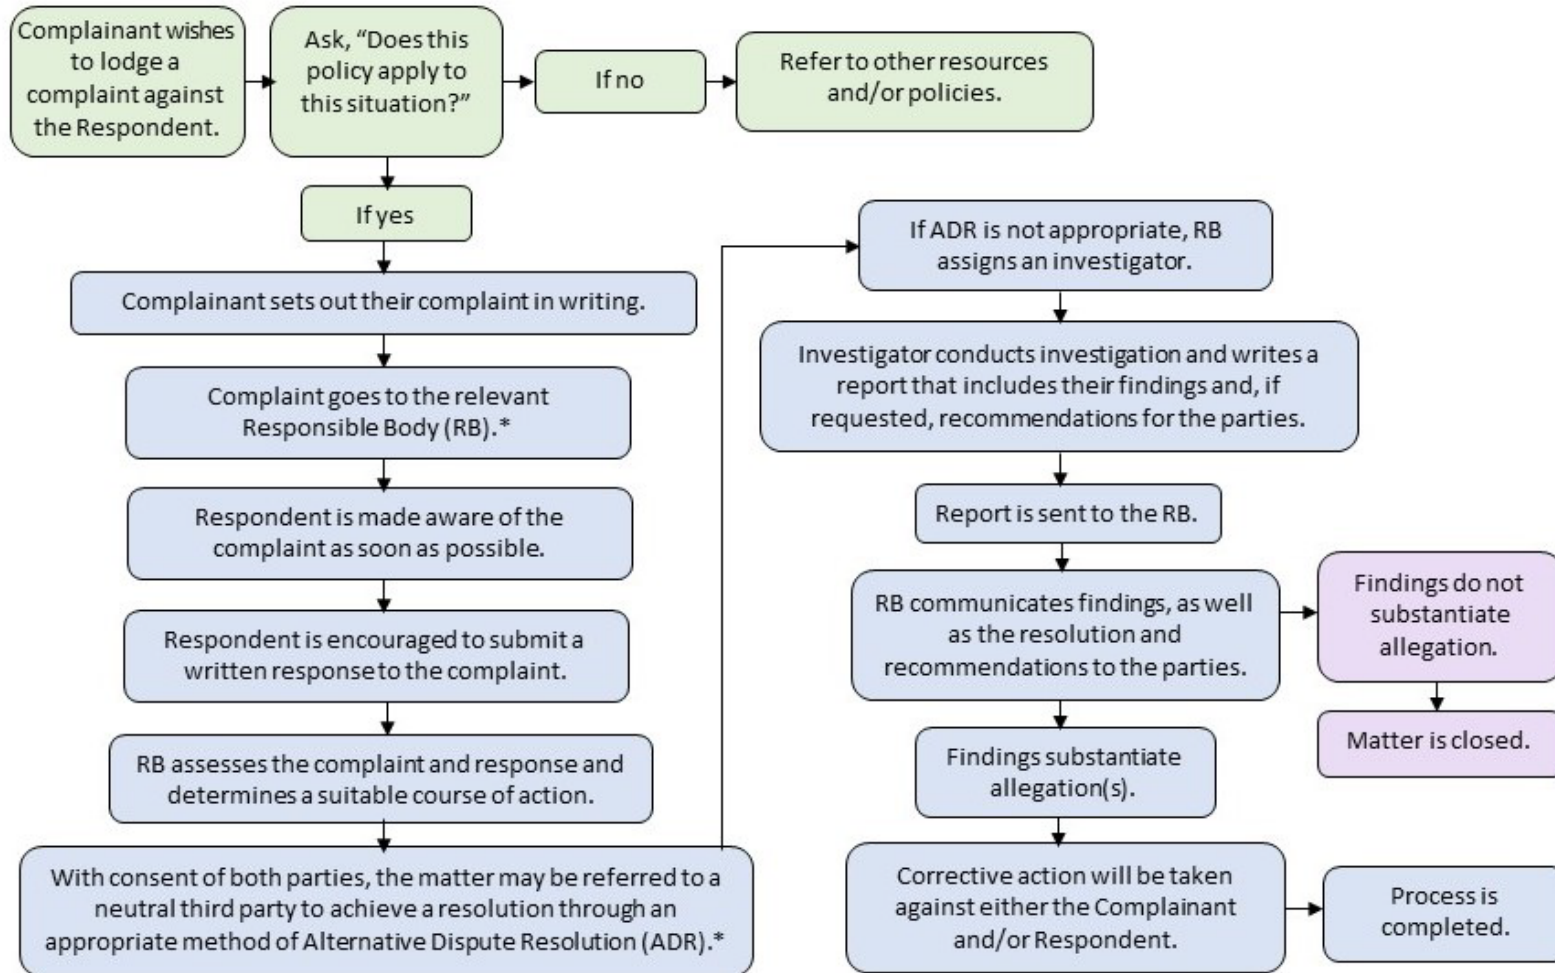 Complainant wishes
to lodge a
complaint against
the Respondent.
Ask, “Does this
policy apply to
this situation?”
If no
Refer to other resources
and/or policies.
If yes
Complainant sets out their complaint in writing.
Complaint goes to the relevant
Responsible Body (RB).*
Respondent is made aware of the
complaint as soon as possible.
Respondent is encouraged to submit a
written response to the complaint.
RB assesses the complaint and response and
determines a suitable course of action.
With consent of both parties, the matter may be referred to a
neutral third party to achieve a resolution through an
appropriate method of Alternative Dispute Resolution (ADR).*
If ADR is not appropriate, RB
assigns an investigator.
Investigator conducts investigation and writes a
report that includes their findings and, if
requested, recommendations for the parties.
Report is sent to the RB.
RB communicates findings, as well
as the resolution and
recommendations to the parties.
Findings do not
substantiate
allegation.
Matter is closed.
Findings substantiate
allegation(s).
Corrective action will be taken
against either the Complainant
and/or Respondent.
Process is
completed.